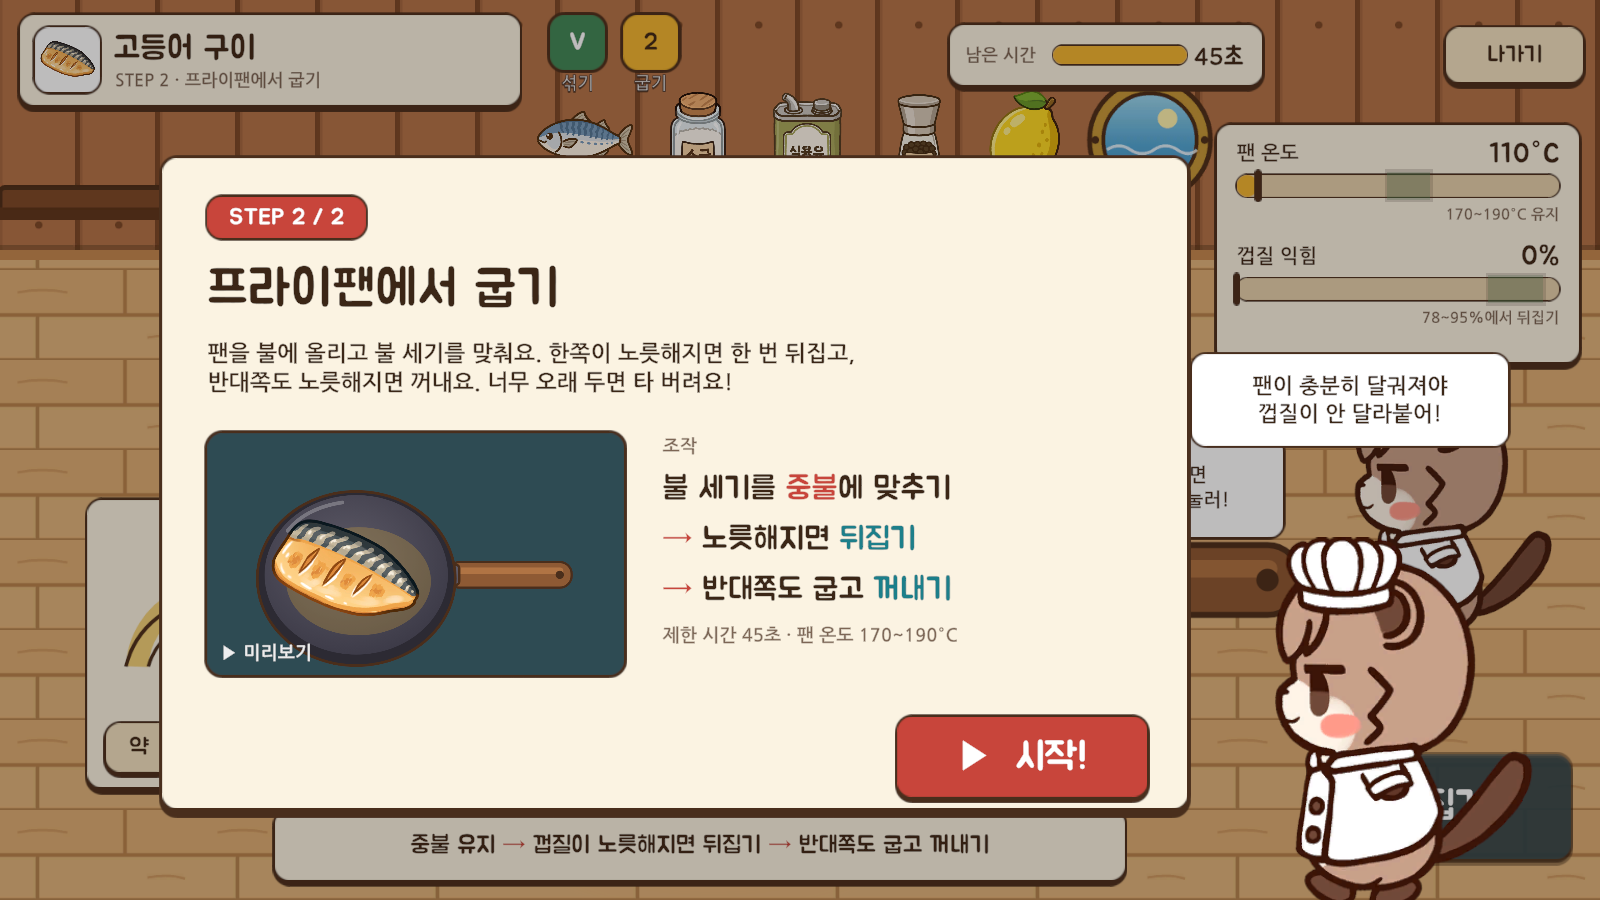 고등어 구이
STEP 2 · 프라이팬에서 굽기
V
섞기
2
굽기
남은 시간
45초
나가기
소금
식용유
팬 온도
110°C
170~190°C 유지
껍질 익힘
0%
78~95%에서 뒤집기
STEP 2 / 2
프라이팬에서 굽기
팬을 불에 올리고 불 세기를 맞춰요. 한쪽이 노릇해지면 한 번 뒤집고,
반대쪽도 노릇해지면 꺼내요. 너무 오래 두면 타 버려요!
▶ 미리보기
조작
불 세기를 중불에 맞추기
→ 노릇해지면 뒤집기
→ 반대쪽도 굽고 꺼내기
제한 시간 45초 · 팬 온도 170~190°C
▶ 시작!
팬이 충분히 달궈져야
껍질이 안 달라붙어!
면
눌러!
약
중불 유지 → 껍질이 노릇해지면 뒤집기 → 반대쪽도 굽고 꺼내기